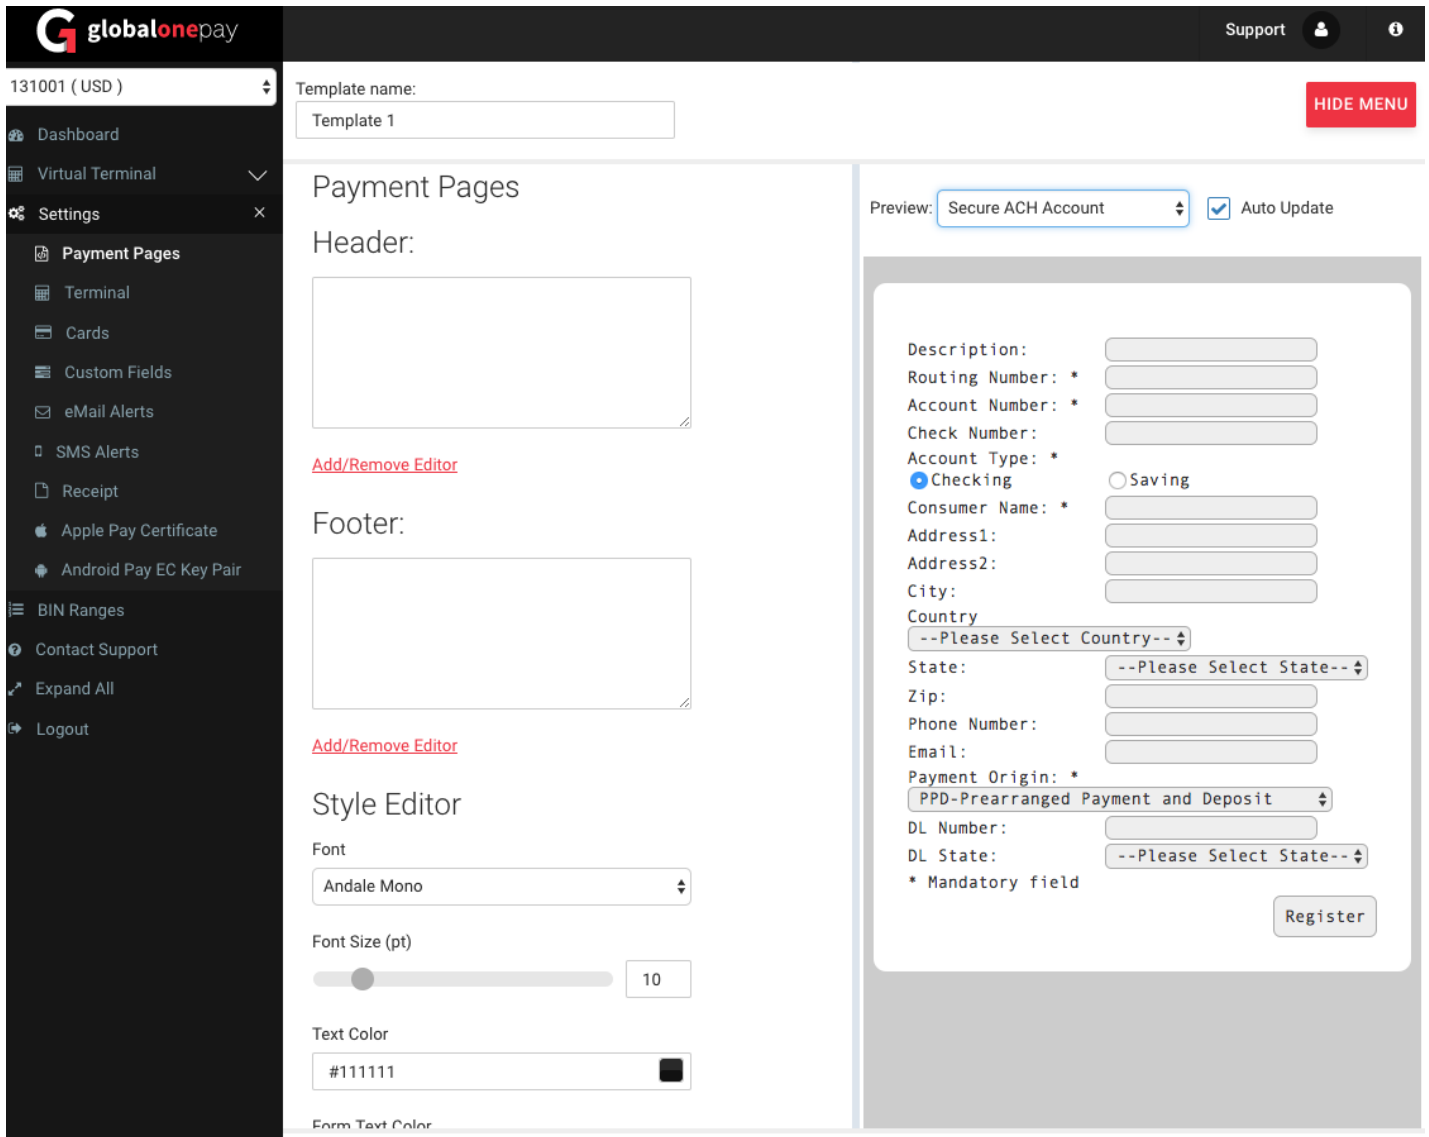 globalonepay
Support
131001 ( USD )
Dashboard
Virtual Terminal
Settings
Payment Pages
Terminal
Cards
Custom Fields
eMail Alerts
SMS Alerts
Receipt
Apple Pay Certificate
Android Pay EC Key Pair
BIN Ranges
Contact Support
Expand All
Logout
Template name:
Template 1
HIDE MENU
Payment Pages
Header:
Add/Remove Editor
Footer:
Add/Remove Editor
Style Editor
Font
Andale Mono
Font Size (pt)
10
Text Color
#111111
Form Text Color
Preview: Secure ACH Account Auto Update
Description:
Routing Number: *
Account Number: *
Check Number:
Account Type: *
Checking Saving
Consumer Name: *
Address1:
Address2:
City:
Country
--Please Select Country--
State: --Please Select State--
Zip:
Phone Number:
Email:
Payment Origin: *
PPD-Prearranged Payment and Deposit
DL Number:
DL State: --Please Select State--
* Mandatory field
Register